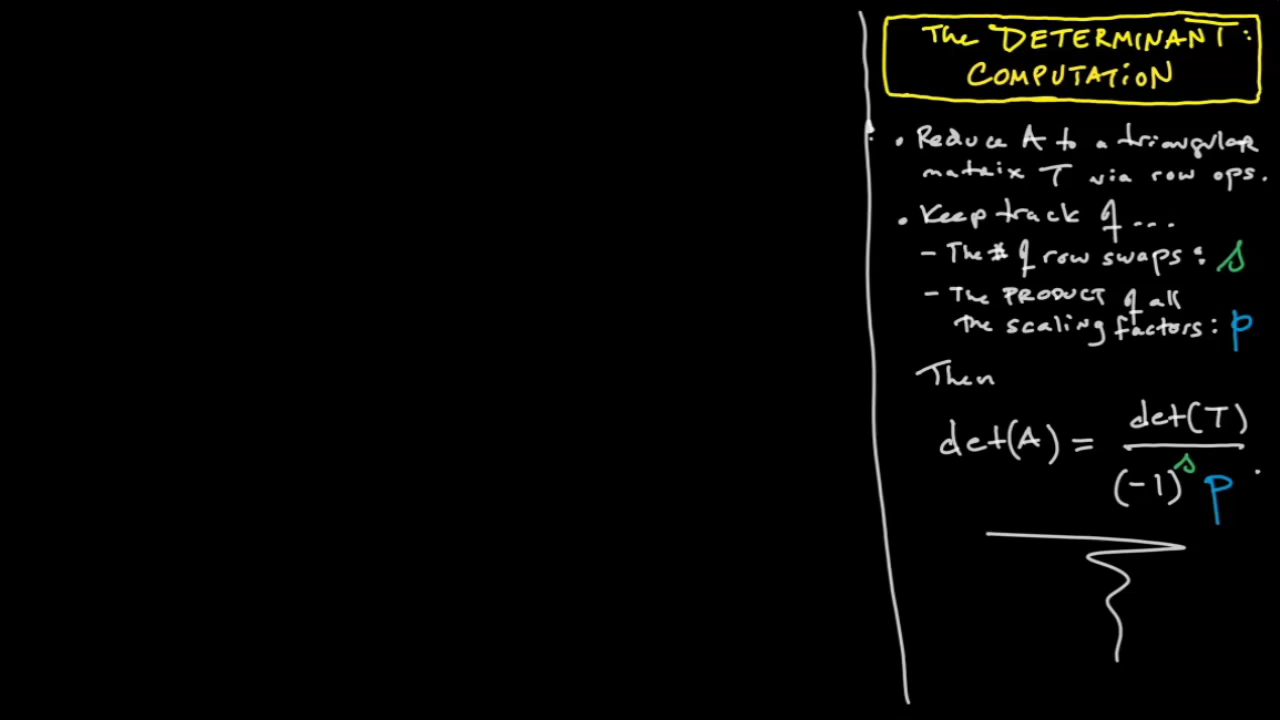 The DETERMINANT:
COMPUTATION
• Reduce A to a triangular
matrix T via row ops.
• Keep track of...
- The # of row swaps: s
- The PRODUCT of all
the scaling factors: p
Then
det(A) = det(T) / (-1)^s p .